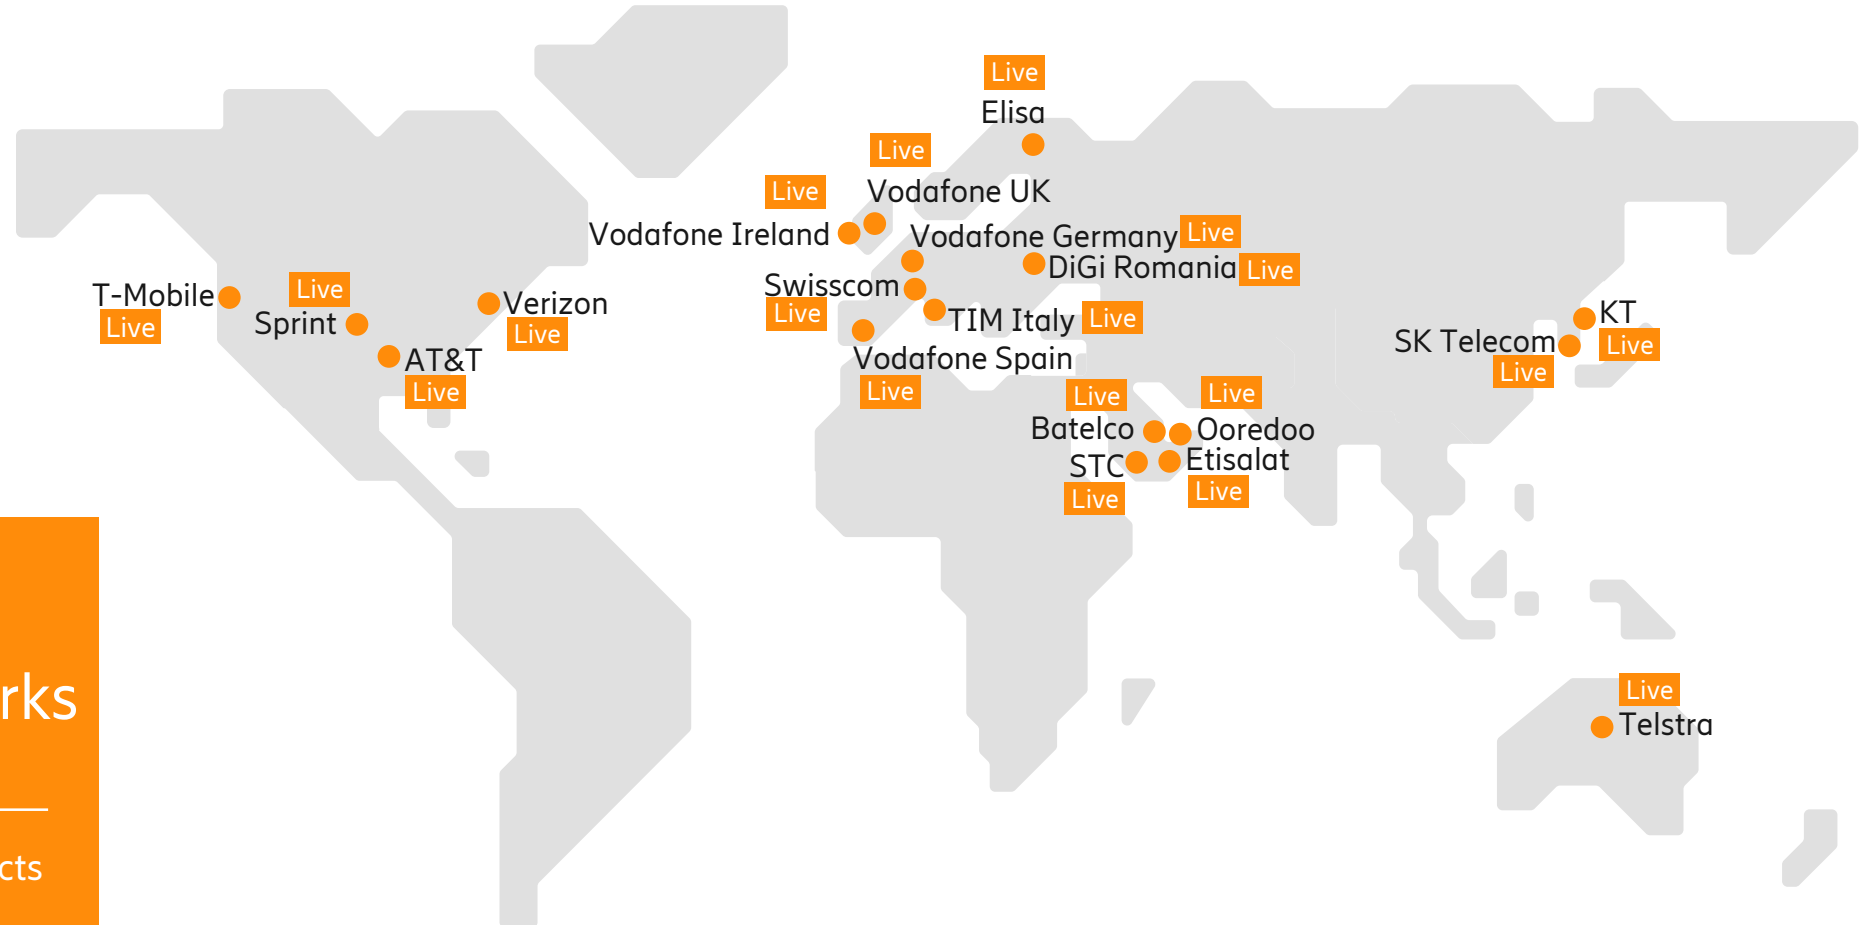 Live
Elisa
Live
Vodafone UK
Live
Vodafone Ireland
Vodafone Germany Live
DiGi Romania Live
Swisscom
Live
TIM Italy Live
Vodafone Spain
Live
T-Mobile
Live
Live
Sprint
Verizon
Live
AT&T
Live
KT
Live
SK Telecom
Live
Live
Batelco
Live
Ooredoo
STC
Live
Etisalat
Live
Live
Telstra
rks
cts